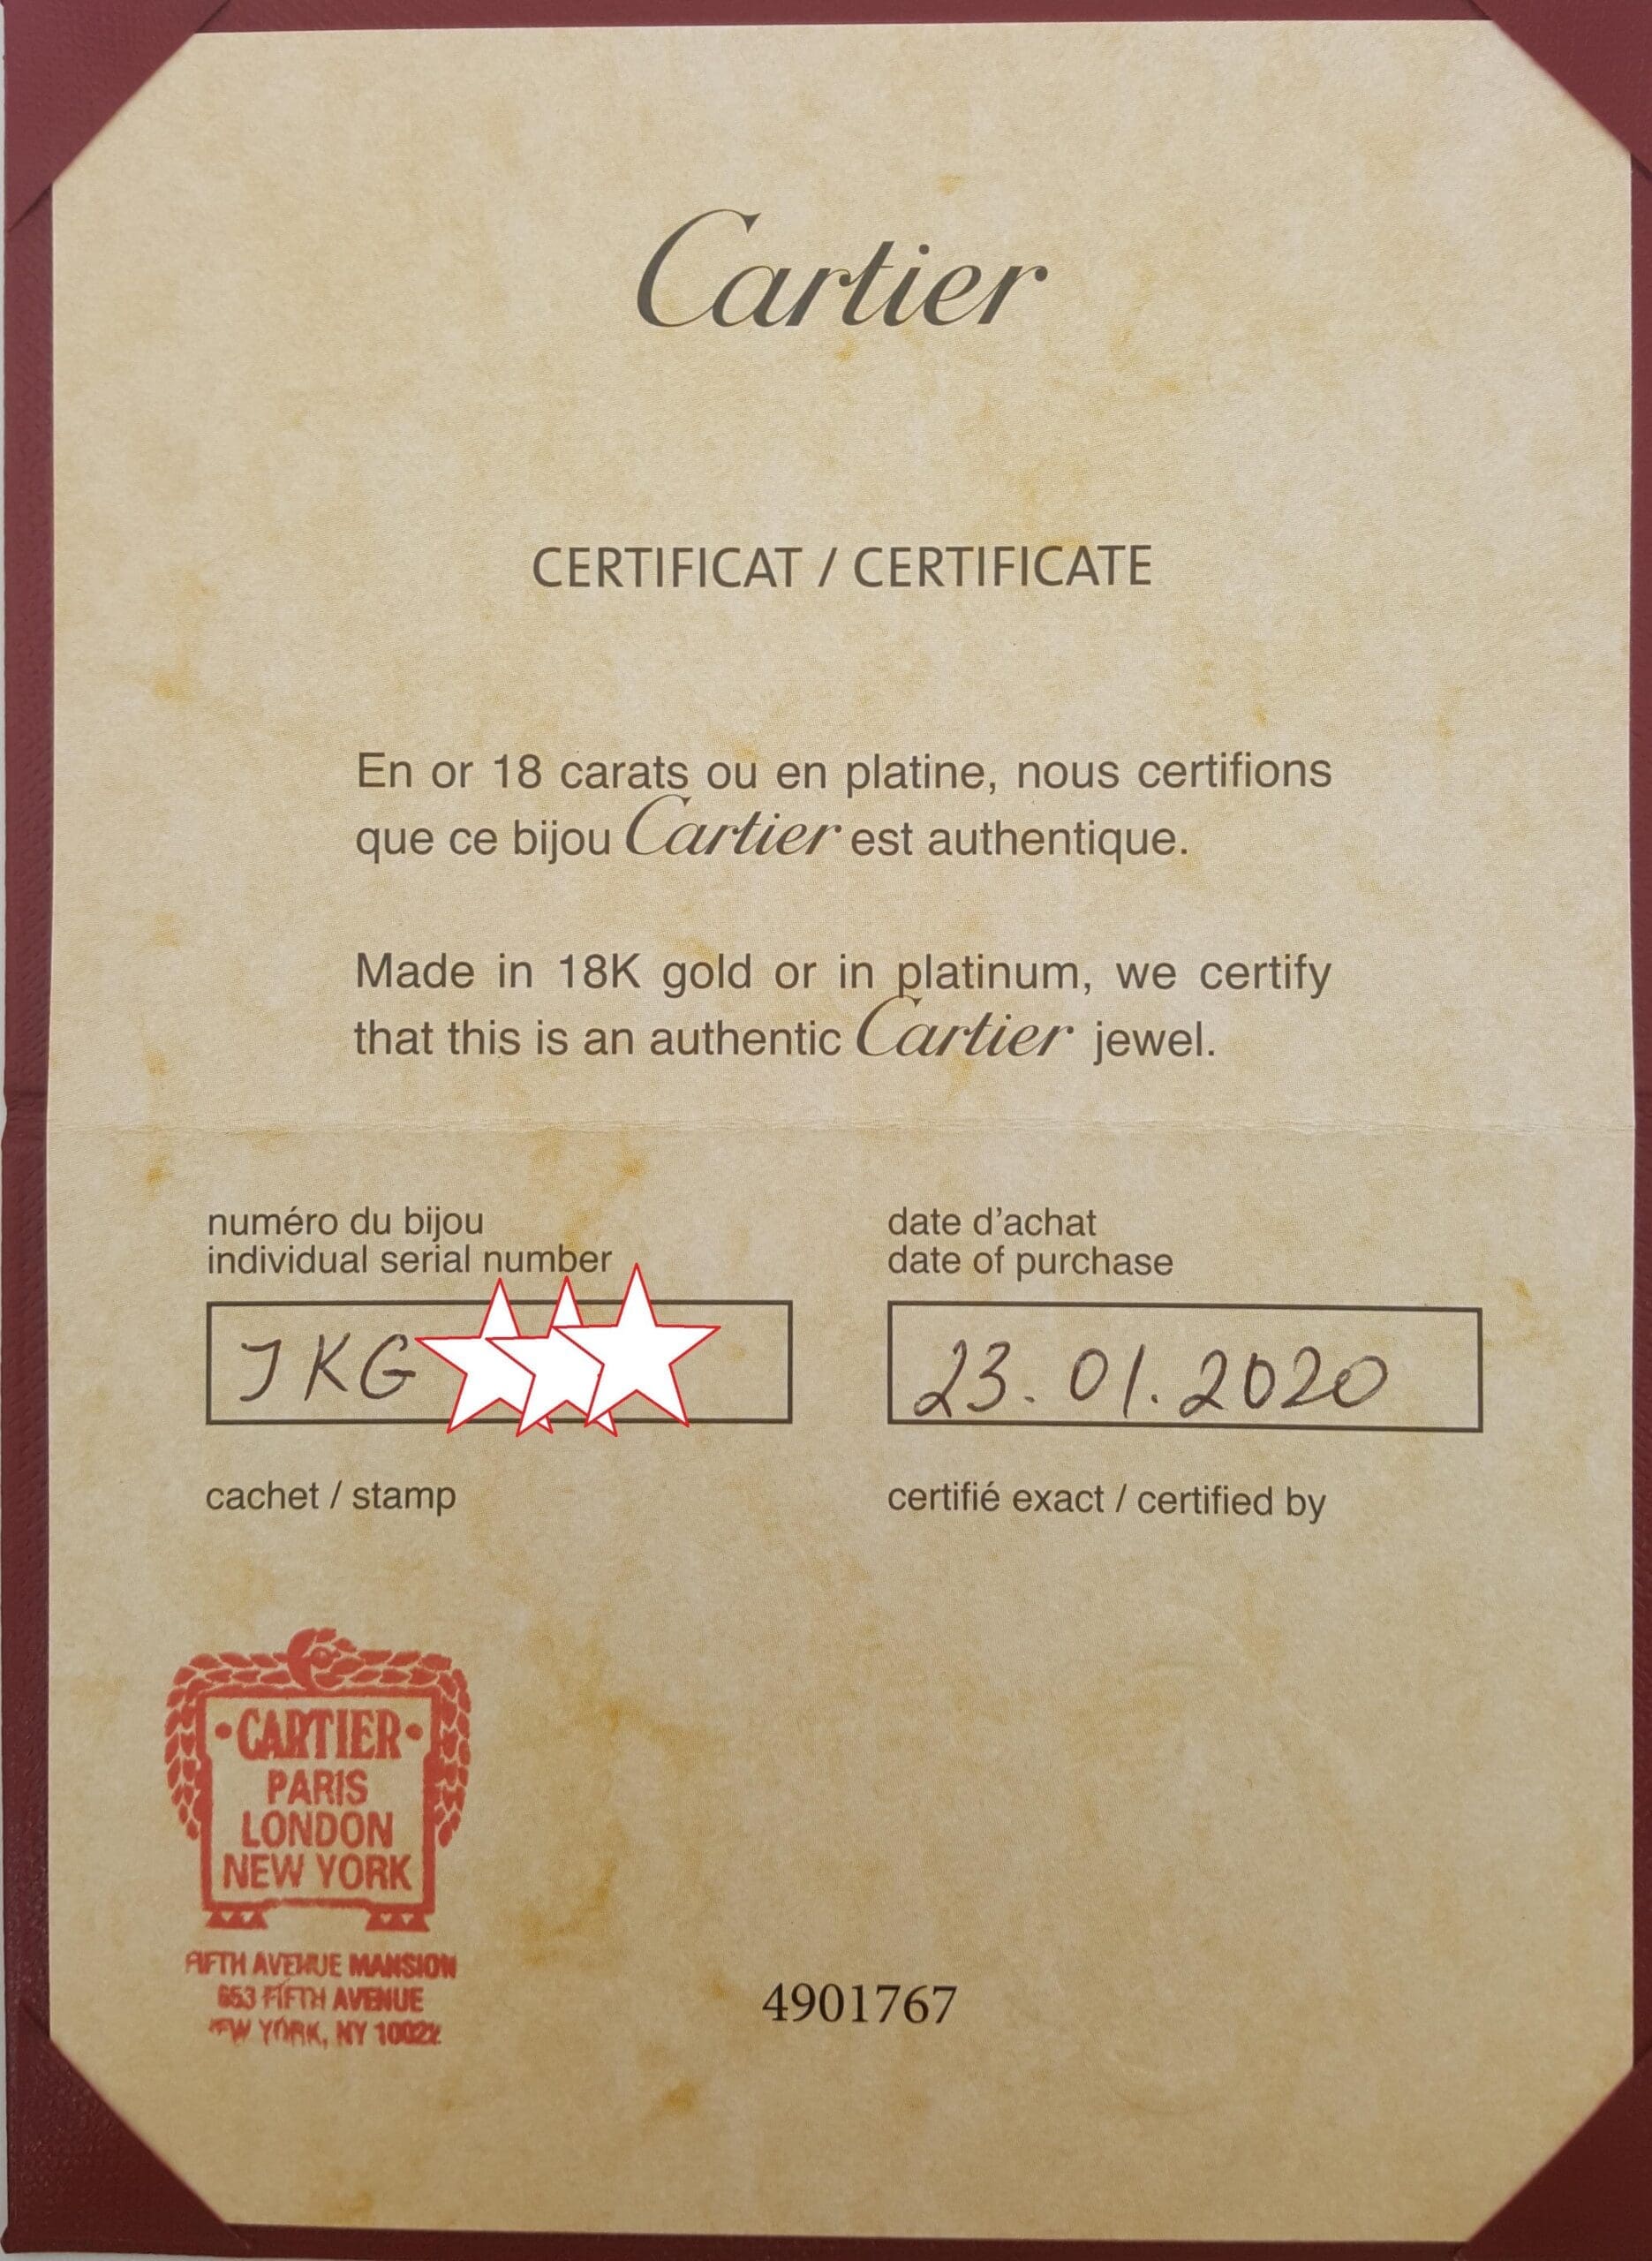 Cartier
CERTIFICAT / CERTIFICATE
En or 18 carats ou en platine, nous certifions
que ce bijou Cartier est authentique.
Made in 18K gold or in platinum, we certify
that this is an authentic Cartier jewel.
numéro du bijou
individual serial number
JKG
date d'achat
date of purchase
23.01.2020
cachet / stamp
certifié exact / certified by
·CARTIER·
PARIS
LONDON
NEW YORK
FIFTH AVENUE MANSION
653 FIFTH AVENUE
YORK, NY 10022
4901767